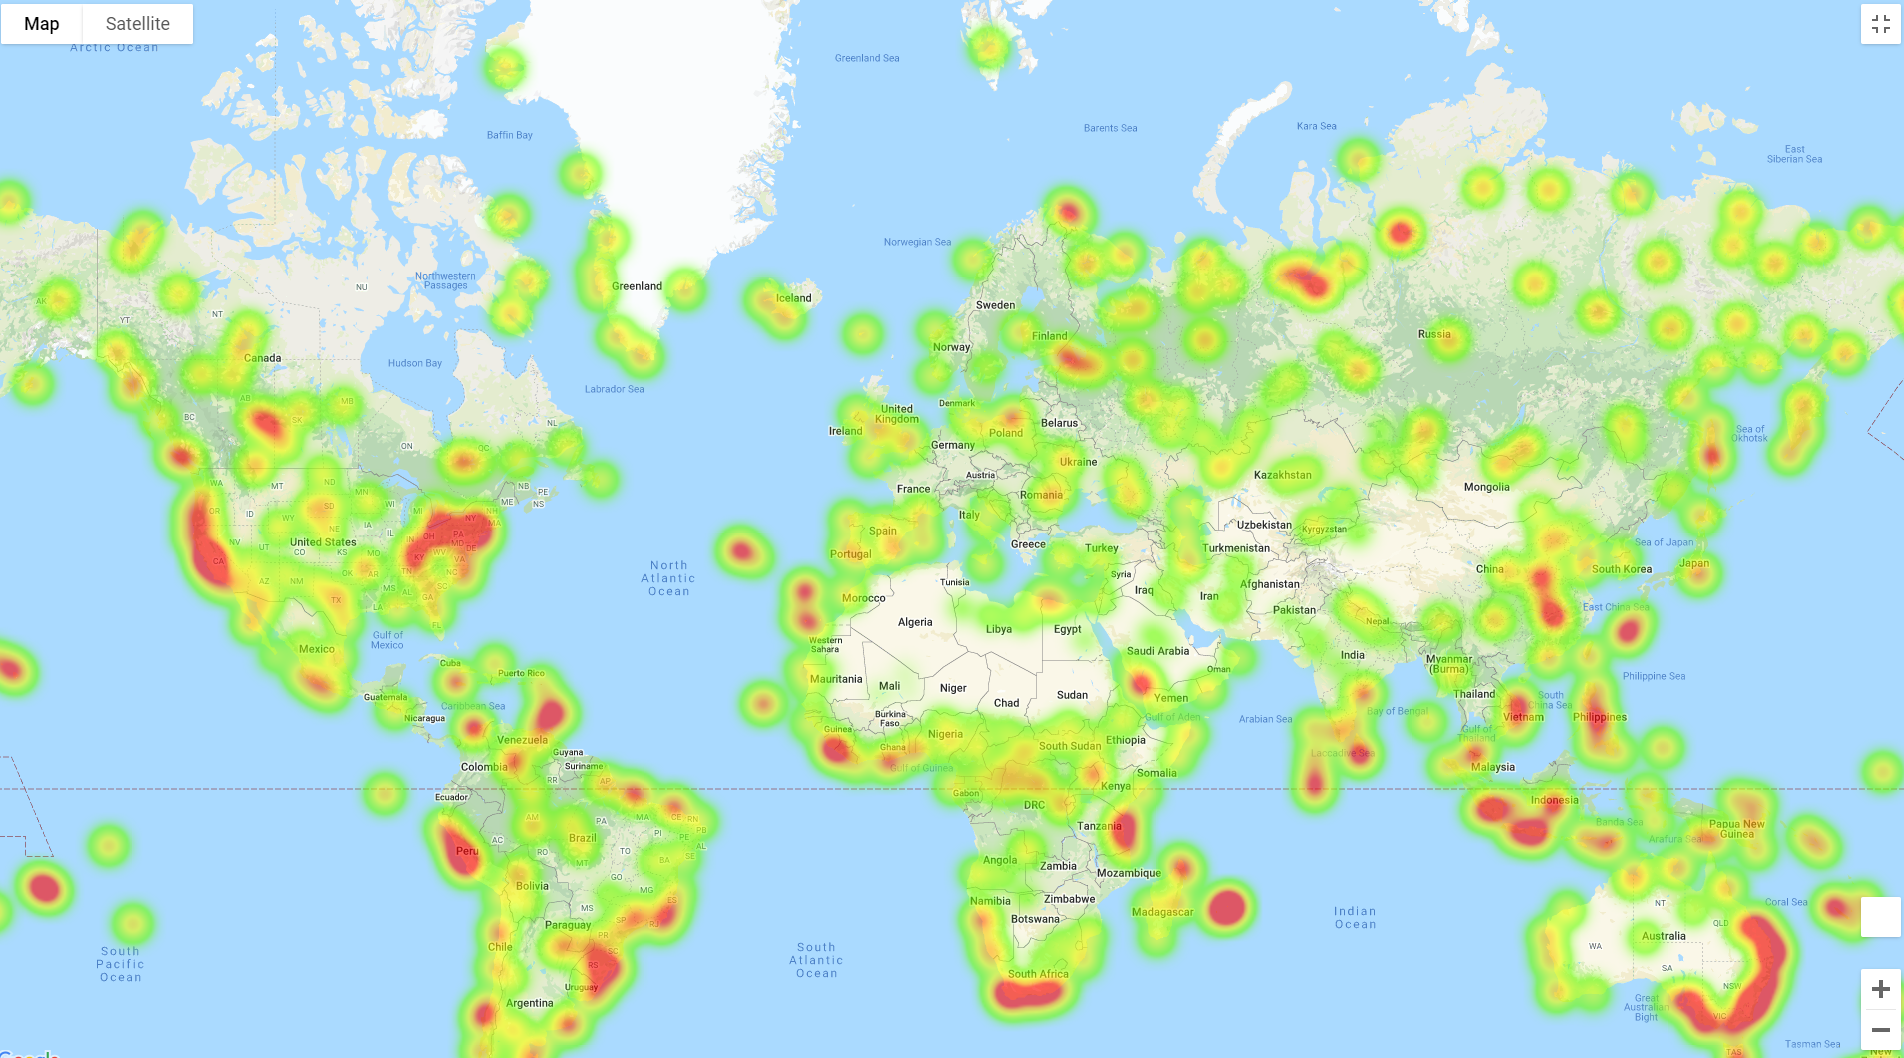 Map
Satellite
Arctic Ocean
Greenland Sea
Baffin Bay
Barents Sea
Kara Sea
East
Siberian Sea
Norwegian Sea
Northwestern
Passages
NU
Greenland
Iceland
AK
YT
NT
Sweden
Finland
Russia
Canada
Hudson Bay
Norway
Labrador Sea
AB
SK
MB
BC
ON
QC
NL
Denmark
United
Kingdom
Ireland
Belarus
Poland
Germany
Sea of
Okhotsk
Ukraine
Kazakhstan
Mongolia
Austria
France
Romania
WA
MT
ND
MN
NB
PE
NS
ME
OR
ID
WY
SD
WI
MI
NY
NH
MA
Italy
Spain
Portugal
Greece
Turkey
Uzbekistan
Kyrgyzstan
Turkmenistan
NV
UT
CO
NE
IA
IL
IN
OH
PA
MD
DE
United States
KS
MO
KY
CA
AZ
NM
OK
AR
TN
NC
SC
MS
AL
GA
TX
LA
FL
North
Atlantic
Ocean
Tunisia
Syria
Iraq
Iran
Afghanistan
Pakistan
China
South Korea
Japan
Sea of Japan
East China Sea
Morocco
Algeria
Libya
Egypt
Nepal
Western
Sahara
Gulf of
Mexico
Mexico
Cuba
Puerto Rico
Saudi Arabia
Oman
India
Myanmar
(Burma)
Mauritania
Mali
Niger
Chad
Sudan
Yemen
Thailand
South
China Sea
Philippine Sea
Guatemala
Caribbean Sea
Nicaragua
Burkina
Faso
Gulf of Aden
Arabian Sea
Bay of Bengal
Vietnam
Philippines
Guinea
Ghana
Nigeria
South Sudan
Ethiopia
Gulf of
Thailand
Laccadive Sea
Venezuela
Guyana
Suriname
Colombia
Gulf of Guinea
Somalia
Malaysia
Ecuador
RR
AP
Gabon
DRC
Kenya
Indonesia
AM
PA
MA
CE
RN
PB
PE
AL
SE
PI
Tanzania
Banda Sea
Arafura Sea
Papua New
Guinea
Brazil
AC
RO
TO
MT
BA
Peru
Angola
Zambia
Mozambique
Bolivia
GO
MG
ES
MS
SP
RJ
Namibia
Zimbabwe
Botswana
Madagascar
Indian
Ocean
NT
QLD
Coral Sea
Paraguay
PR
SC
RS
Chile
Australia
WA
SA
NSW
VIC
TAS
South
Pacific
Ocean
South
Atlantic
Ocean
South Africa
Uruguay
Argentina
Great
Australian
Bight
Tasman Sea
New